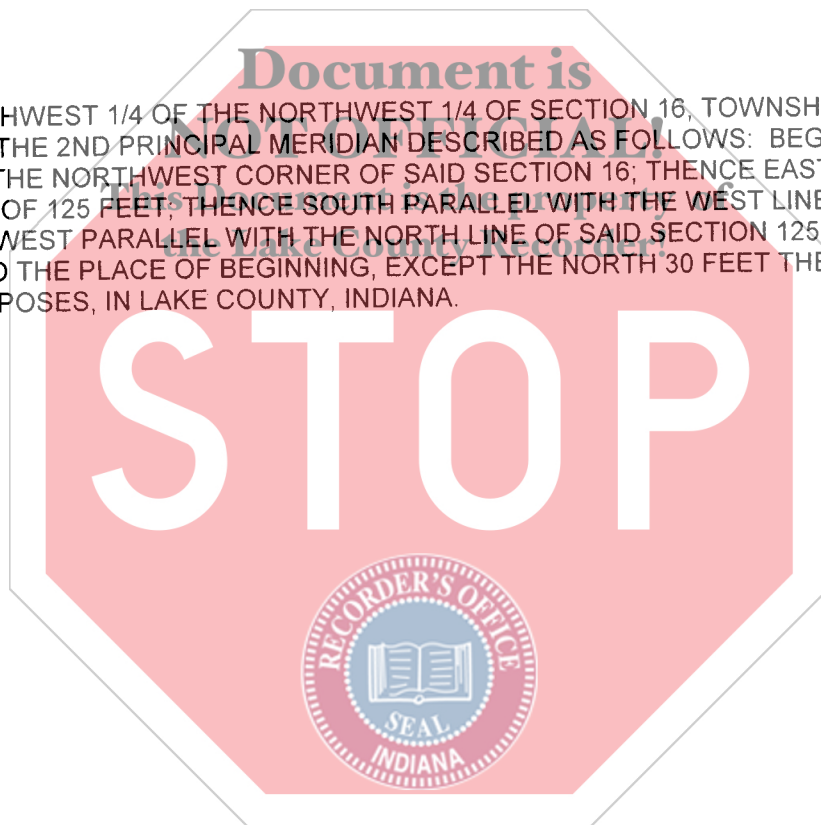 Document is
HWEST 1/4 OF THE NORTHWEST 1/4 OF SECTION 16, TOWNSH
NOT OFFICIAL!
THE 2ND PRINCIPAL MERIDIAN DESCRIBED AS FOLLOWS: BEG
THE NORTHWEST CORNER OF SAID SECTION 16; THENCE EAST
This Document is the property of
OF 125 FEET; THENCE SOUTH PARALLEL WITH THE WEST LINE
WEST PARALLEL WITH THE NORTH LINE OF SAID SECTION 125
the Lake County Recorder!
O THE PLACE OF BEGINNING, EXCEPT THE NORTH 30 FEET THE
POSES, IN LAKE COUNTY, INDIANA.
STOP
RECORDER'S OFFICE
SEAL
INDIANA